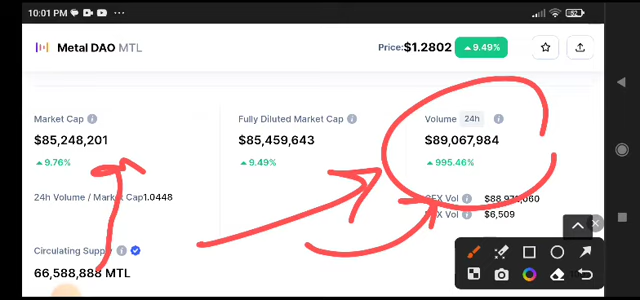 10:01 PM
52
Metal DAO MTL
Price:$1.2802 9.49%
Market Cap Fully Diluted Market Cap Volume 24h
$85,248,201 $85,459,643 $89,067,984
9.76% 9.49% 995.46%
24h Volume / Market Cap1.0448
CEX Vol
Vol $6,509
Circulating Supply
66,588,888 MTL